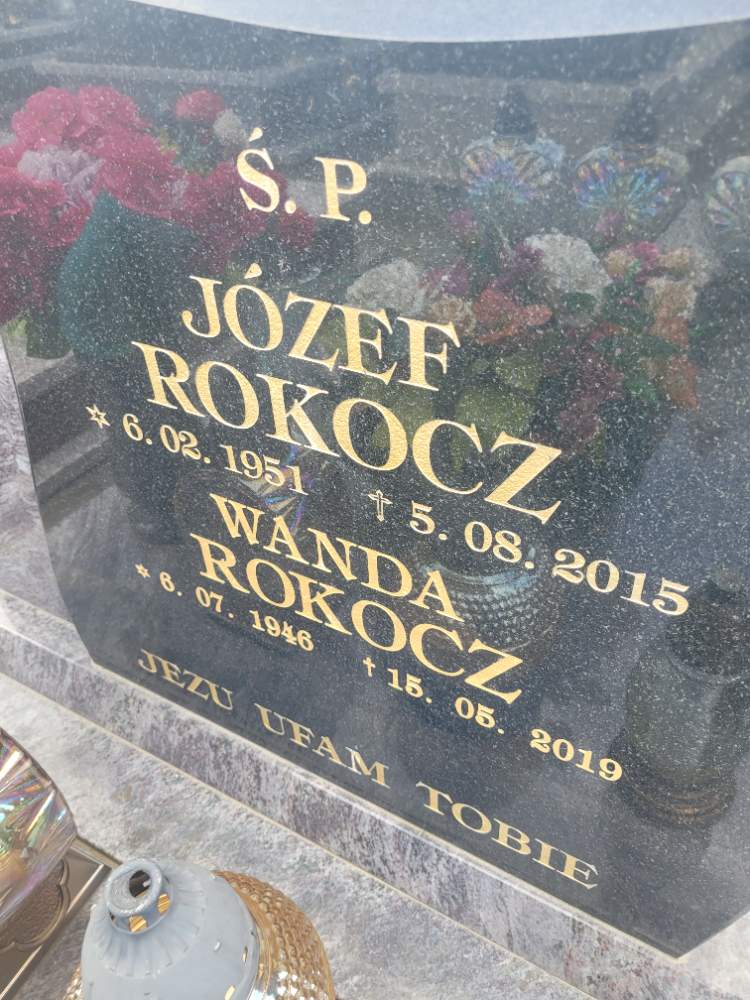 Ś. P.
JÓZEF
ROKOCZ
6. 02. 1951 5. 08. 2015
WANDA
ROKOCZ
6. 07. 1946 15. 05. 2019
JEZU UFAM TOBIE